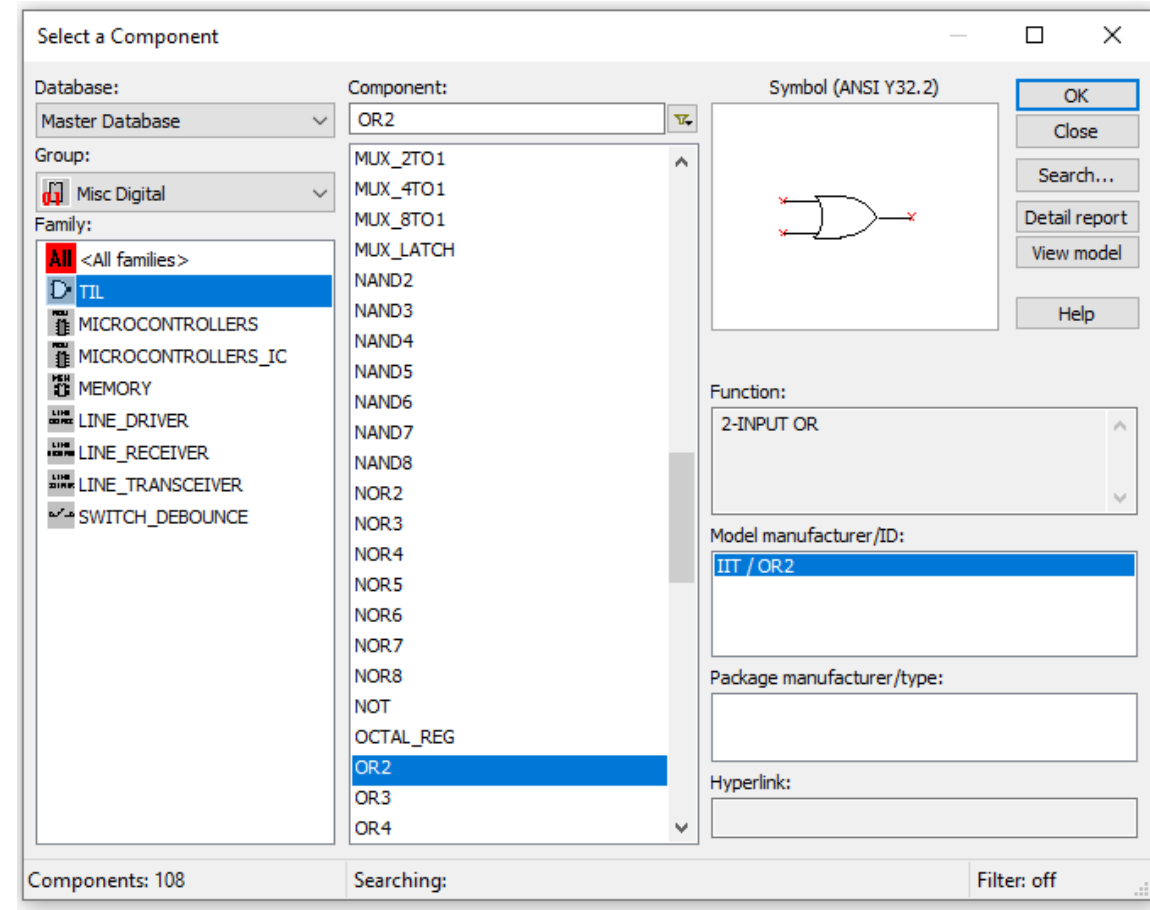 Select a Component
Database:
Master Database
Group:
Misc Digital
Family:
All <All families>
TIL
MICROCONTROLLERS
MICROCONTROLLERS_IC
MEMORY
LINE_DRIVER
LINE_RECEIVER
LINE_TRANSCEIVER
SWITCH_DEBOUNCE
Component:
OR2
MUX_2TO1
MUX_4TO1
MUX_8TO1
MUX_LATCH
NAND2
NAND3
NAND4
NAND5
NAND6
NAND7
NAND8
NOR2
NOR3
NOR4
NOR5
NOR6
NOR7
NOR8
NOT
OCTAL_REG
OR2
OR3
OR4
Symbol (ANSI Y32.2)
OK
Close
Search...
Detail report
View model
Help
Function:
2-INPUT OR
Model manufacturer/ID:
IIT / OR2
Package manufacturer/type:
Hyperlink:
Components: 108
Searching:
Filter: off